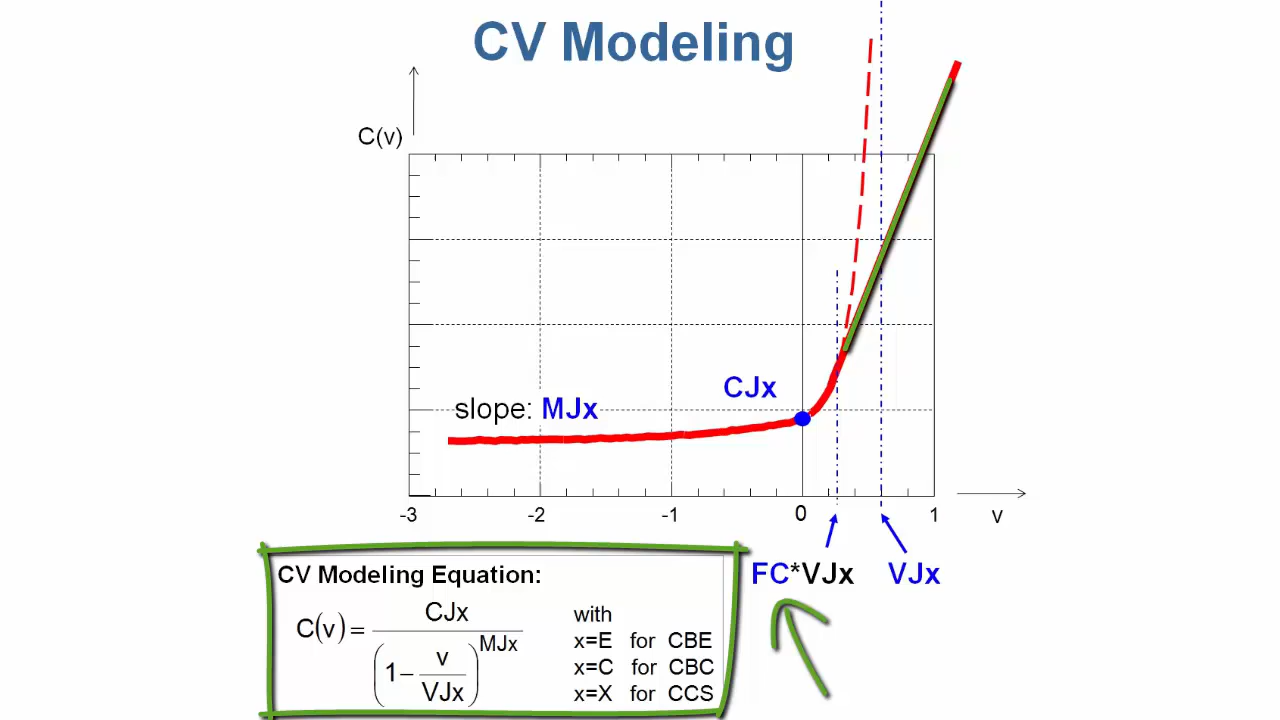 CV Modeling
C(v)
CJx
slope: MJx
-3 -2 -1 0 1 v
FC*VJx VJx
CV Modeling Equation:
C(v) = CJx / (1 − v / VJx)^MJx
with
x=E for CBE
x=C for CBC
x=X for CCS